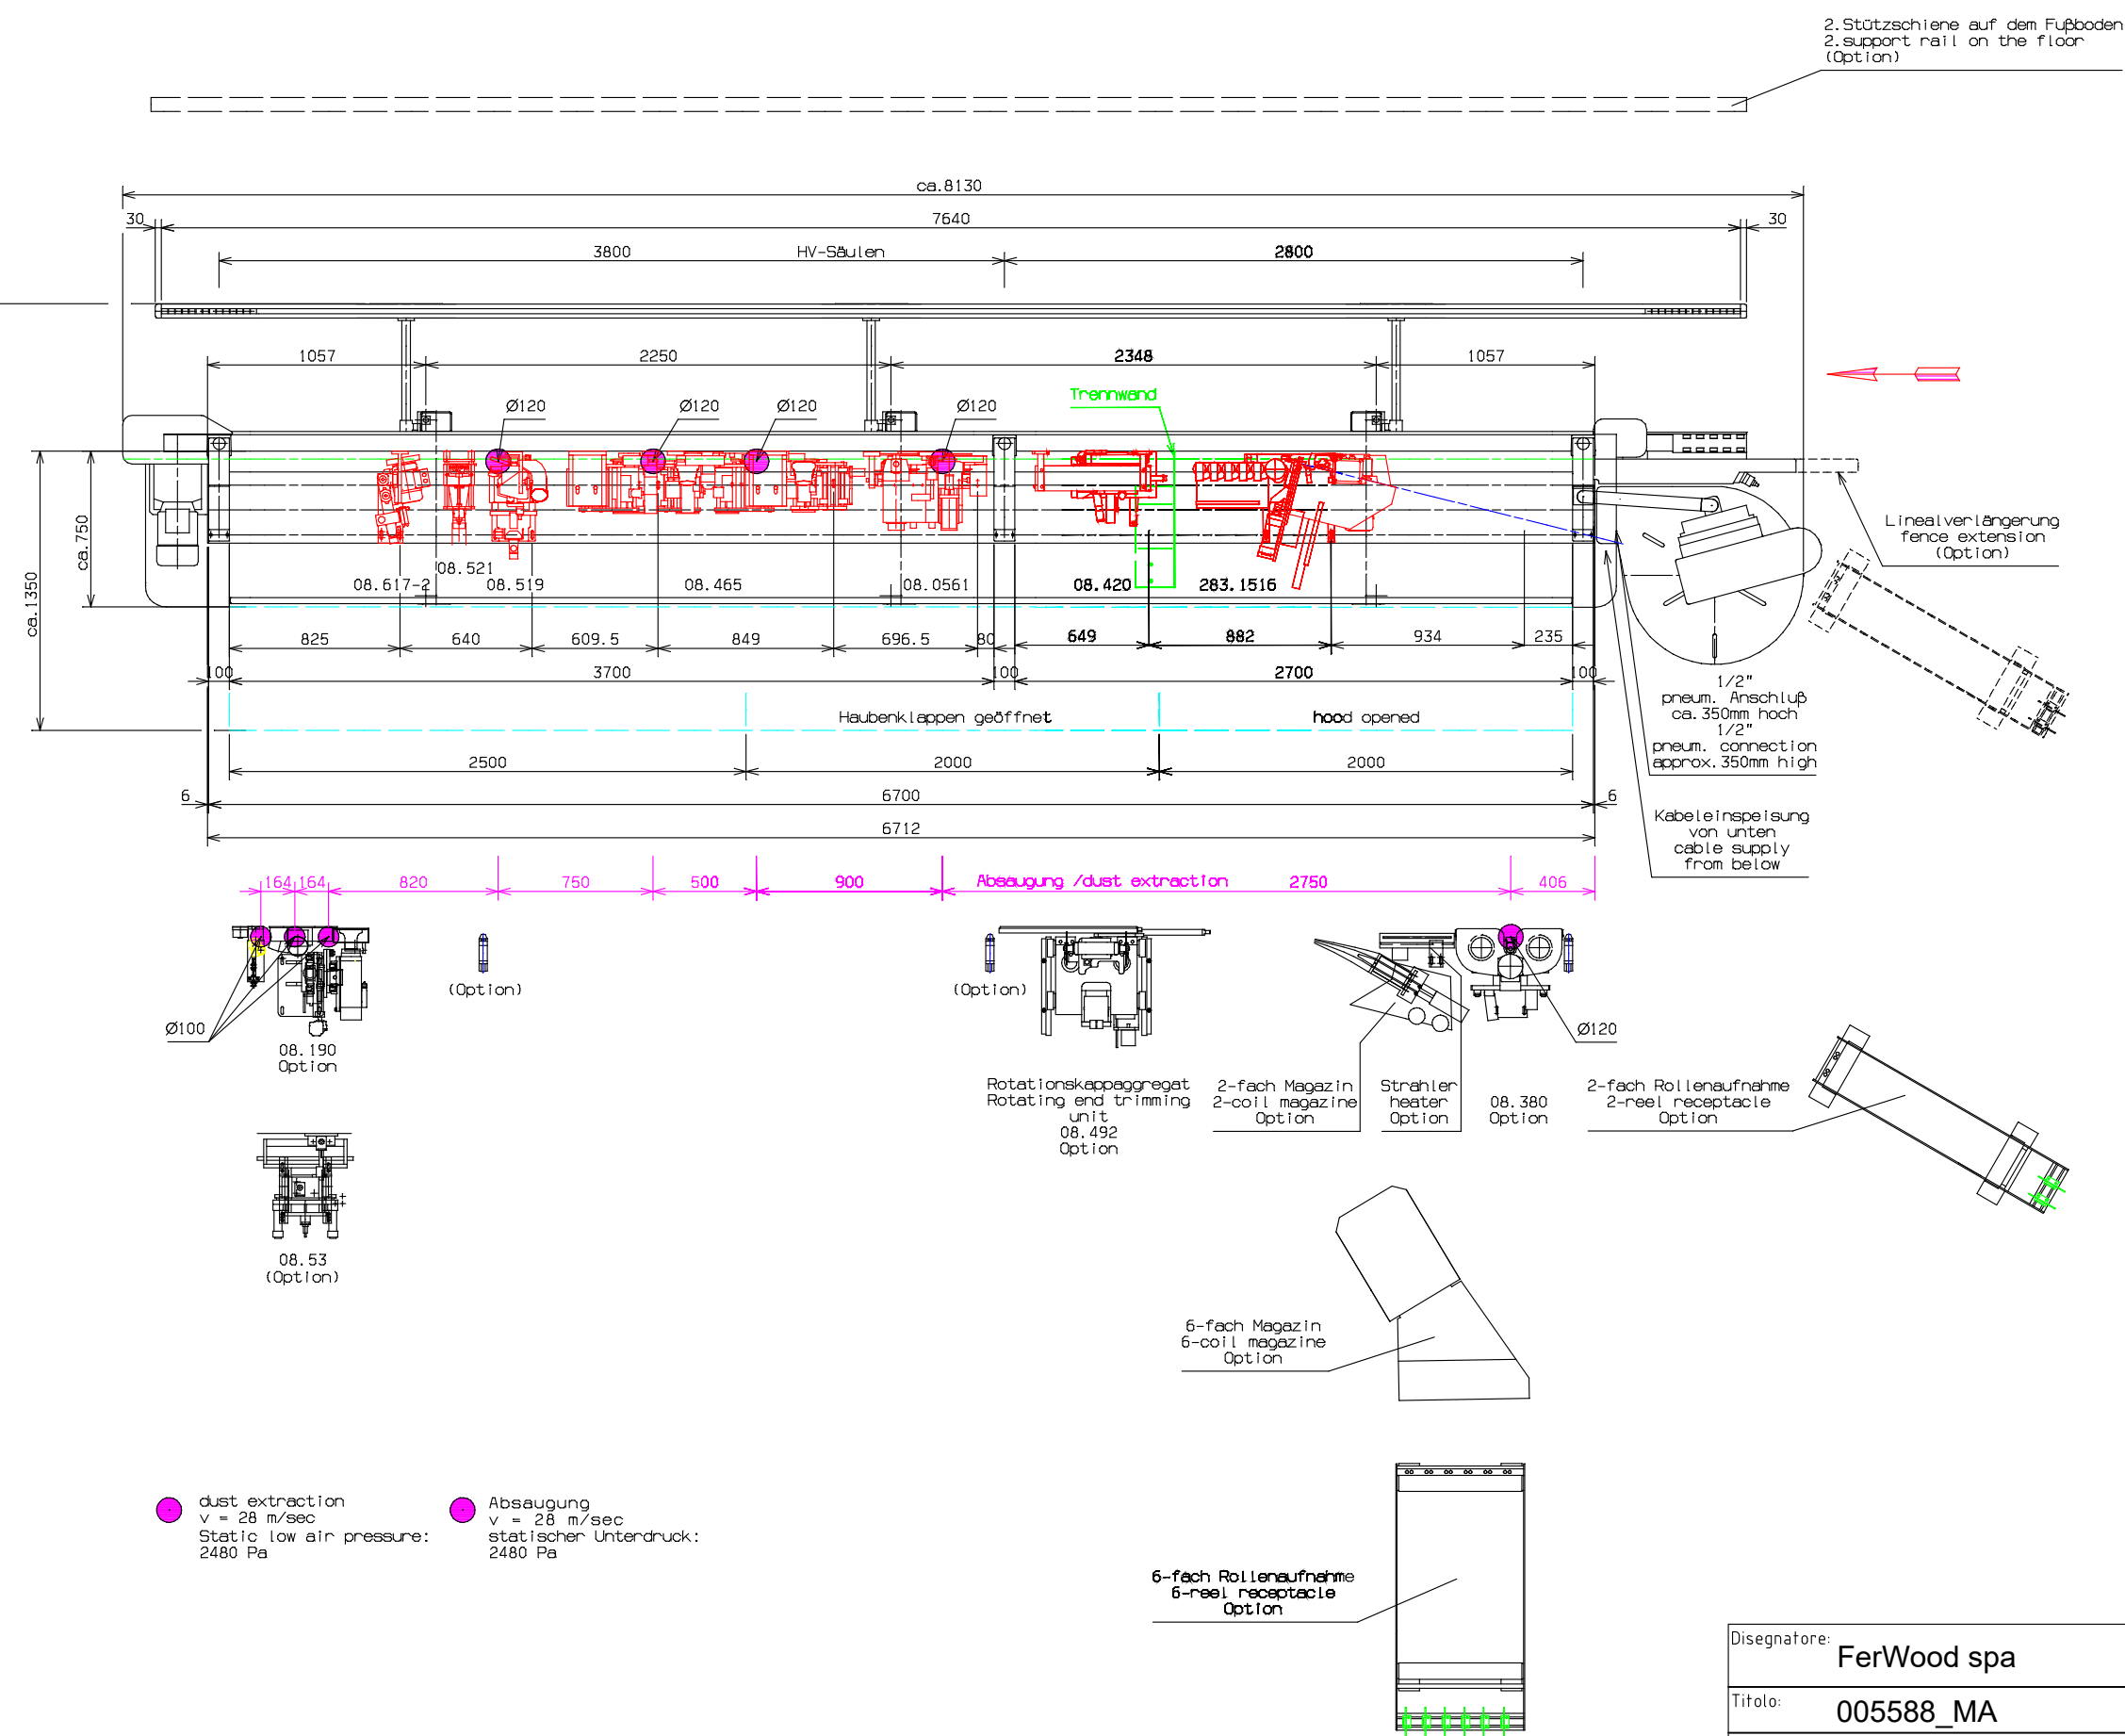 2.Stützschiene auf dem Fußboden
2.support rail on the floor
(Option)
ca.8130
30
7640
30
3800
HV-Säulen
2800
1057
2250
2348
1057
Trennwand
Ø120
Ø120
Ø120
Ø120
ca.750
ca.1350
Linealverlängerung
fence extension
(Option)
08.521
08.617-2
08.519
08.465
08.0561
08.420
283.1516
825
640
609.5
849
696.5
80
649
882
934
235
100
3700
100
2700
100
1/2"
pneum. Anschluß
ca.350mm hoch
1/2"
pneum. connection
approx.350mm high
Haubenklappen geöffnet
hood opened
2500
2000
2000
6
6700
6
6712
Kabeleinspeisung
von unten
cable supply
from below
164
164
820
750
500
900
Absaugung /dust extraction
2750
406
(Option)
(Option)
Ø100
Ø120
08.190
Option
Rotationskappaggregat
Rotating end trimming
unit
08.492
Option
2-fach Magazin
2-coil magazine
Option
Strahler
heater
Option
08.380
Option
2-fach Rollenaufnahme
2-reel receptacle
Option
08.53
(Option)
6-fach Magazin
6-coil magazine
Option
dust extraction
v = 28 m/sec
Static low air pressure:
2480 Pa
Absaugung
v = 28 m/sec
statischer Unterdruck:
2480 Pa
6-fach Rollenaufnahme
6-reel receptacle
Option
Disegnatore:
FerWood spa
Titolo:
005588_MA